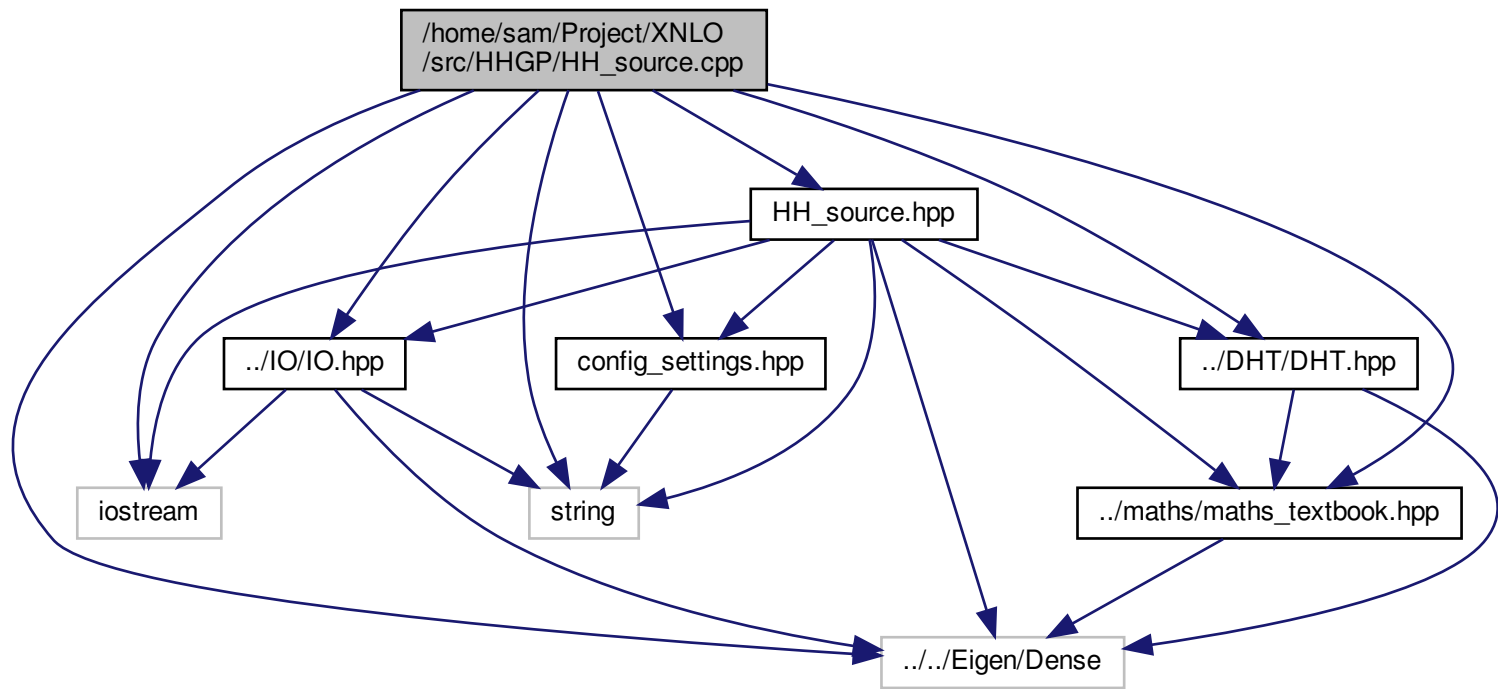 /home/sam/Project/XNLO
/src/HHGP/HH_source.cpp
HH_source.hpp
../IO/IO.hpp
config_settings.hpp
../DHT/DHT.hpp
iostream
string
../maths/maths_textbook.hpp
../../Eigen/Dense